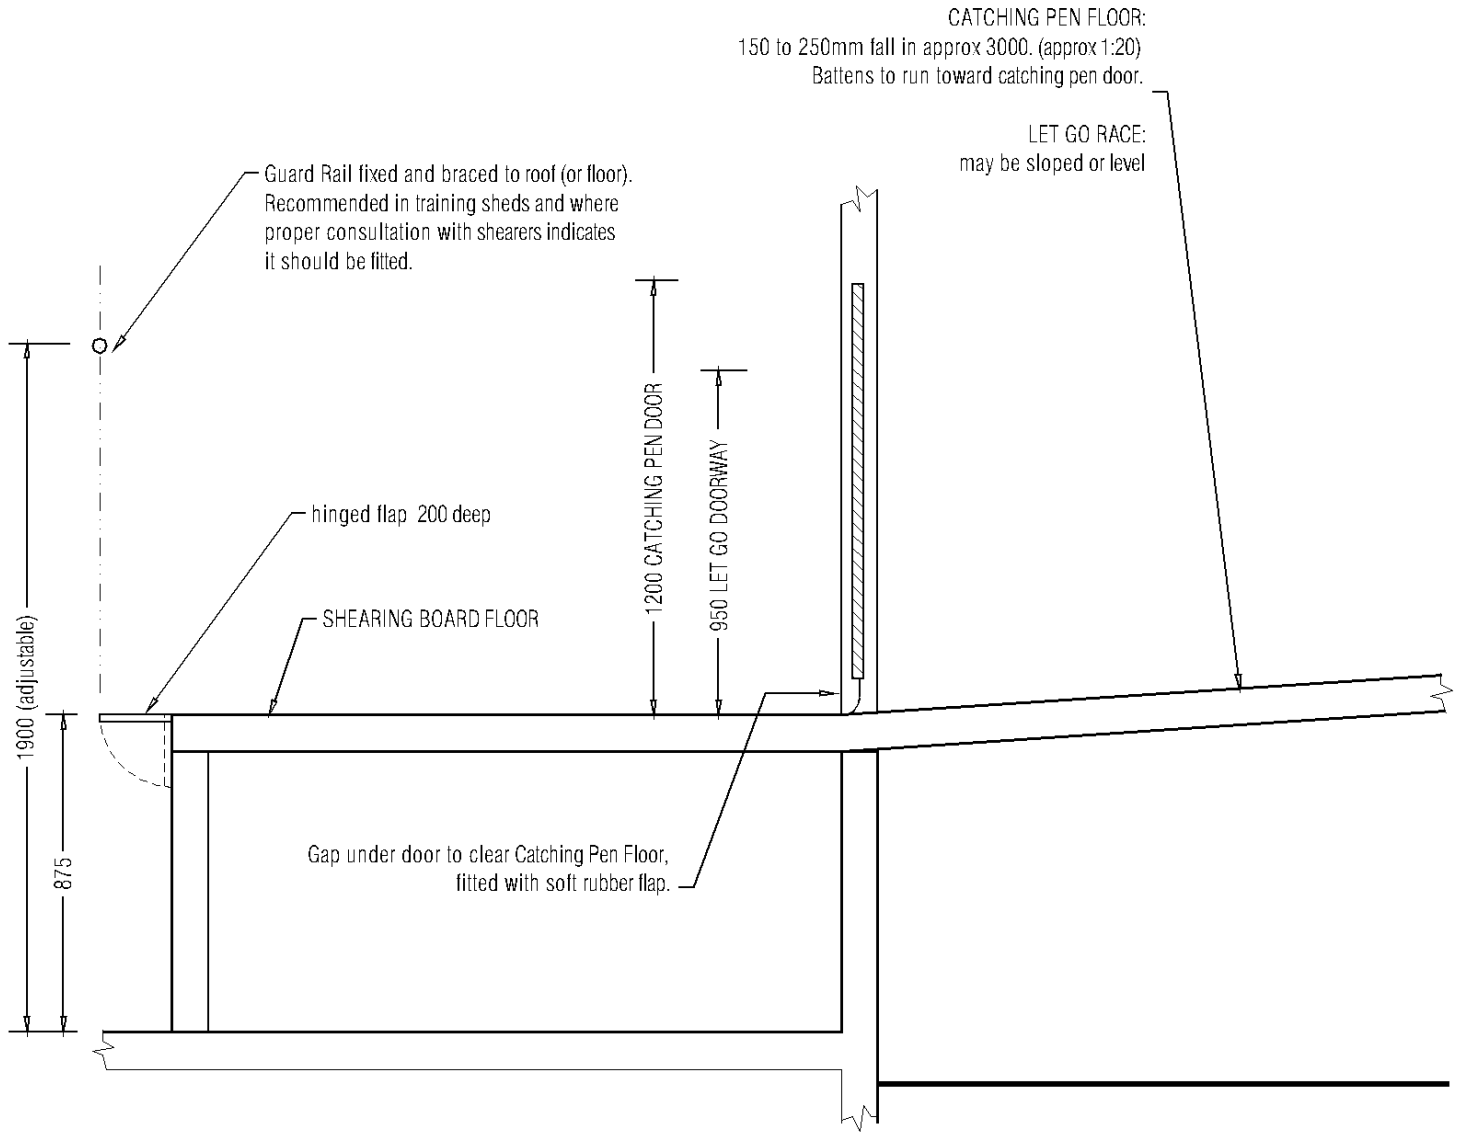 CATCHING PEN FLOOR:
150 to 250mm fall in approx 3000. (approx 1:20)
Battens to run toward catching pen door.
LET GO RACE:
may be sloped or level
Guard Rail fixed and braced to roof (or floor).
Recommended in training sheds and where
proper consultation with shearers indicates
it should be fitted.
1200 CATCHING PEN DOOR
950 LET GO DOORWAY
hinged flap 200 deep
SHEARING BOARD FLOOR
1900 (adjustable)
875
Gap under door to clear Catching Pen Floor,
fitted with soft rubber flap.